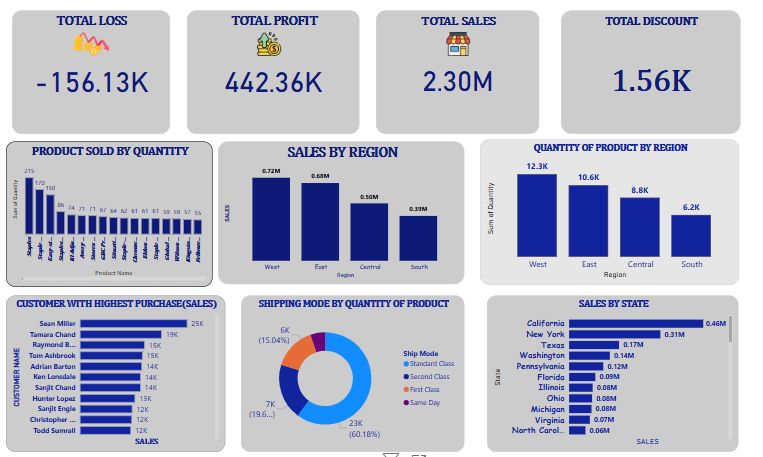 TOTAL LOSS
-156.13K
TOTAL PROFIT
442.36K
TOTAL SALES
2.30M
TOTAL DISCOUNT
1.56K
PRODUCT SOLD BY QUANTITY
Sum of Quantity
215
170
150
86
74
71
71
67
64
62
61
61
61
59
59
57
55
Staples
Staple ...
Easy-st...
Staples...
KI Adju...
Avery ...
GBC Pr...
Staple-...
Staple ...
Global ...
Product Name
SALES BY REGION
SALES
0.72M
0.68M
0.50M
0.39M
West
East
Central
South
Region
QUANTITY OF PRODUCT BY REGION
Sum of Quantity
12.3K
10.6K
8.8K
6.2K
West
East
Central
South
Region
CUSTOMER WITH HIGHEST PURCHASE(SALES)
CUSTOMER NAME
Sean Miller 25K
Tamara Chand 19K
Raymond B... 15K
Tom Ashbrook 15K
Adrian Barton 14K
Ken Lonsdale 14K
Sanjit Chand 14K
Hunter Lopez 13K
Sanjit Engle 12K
Christopher ... 12K
Todd Sumrall 12K
SALES
SHIPPING MODE BY QUANTITY OF PRODUCT
6K
(15.04%)
7K
(19.6...)
23K
(60.18%)
Ship Mode
Standard Class
Second Class
First Class
Same Day
SALES BY STATE
State
California 0.46M
New York 0.31M
Texas 0.17M
Washington 0.14M
Pennsylvania 0.12M
Florida 0.09M
Illinois 0.08M
Ohio 0.08M
Michigan 0.08M
Virginia 0.07M
North Carol... 0.06M
SALES